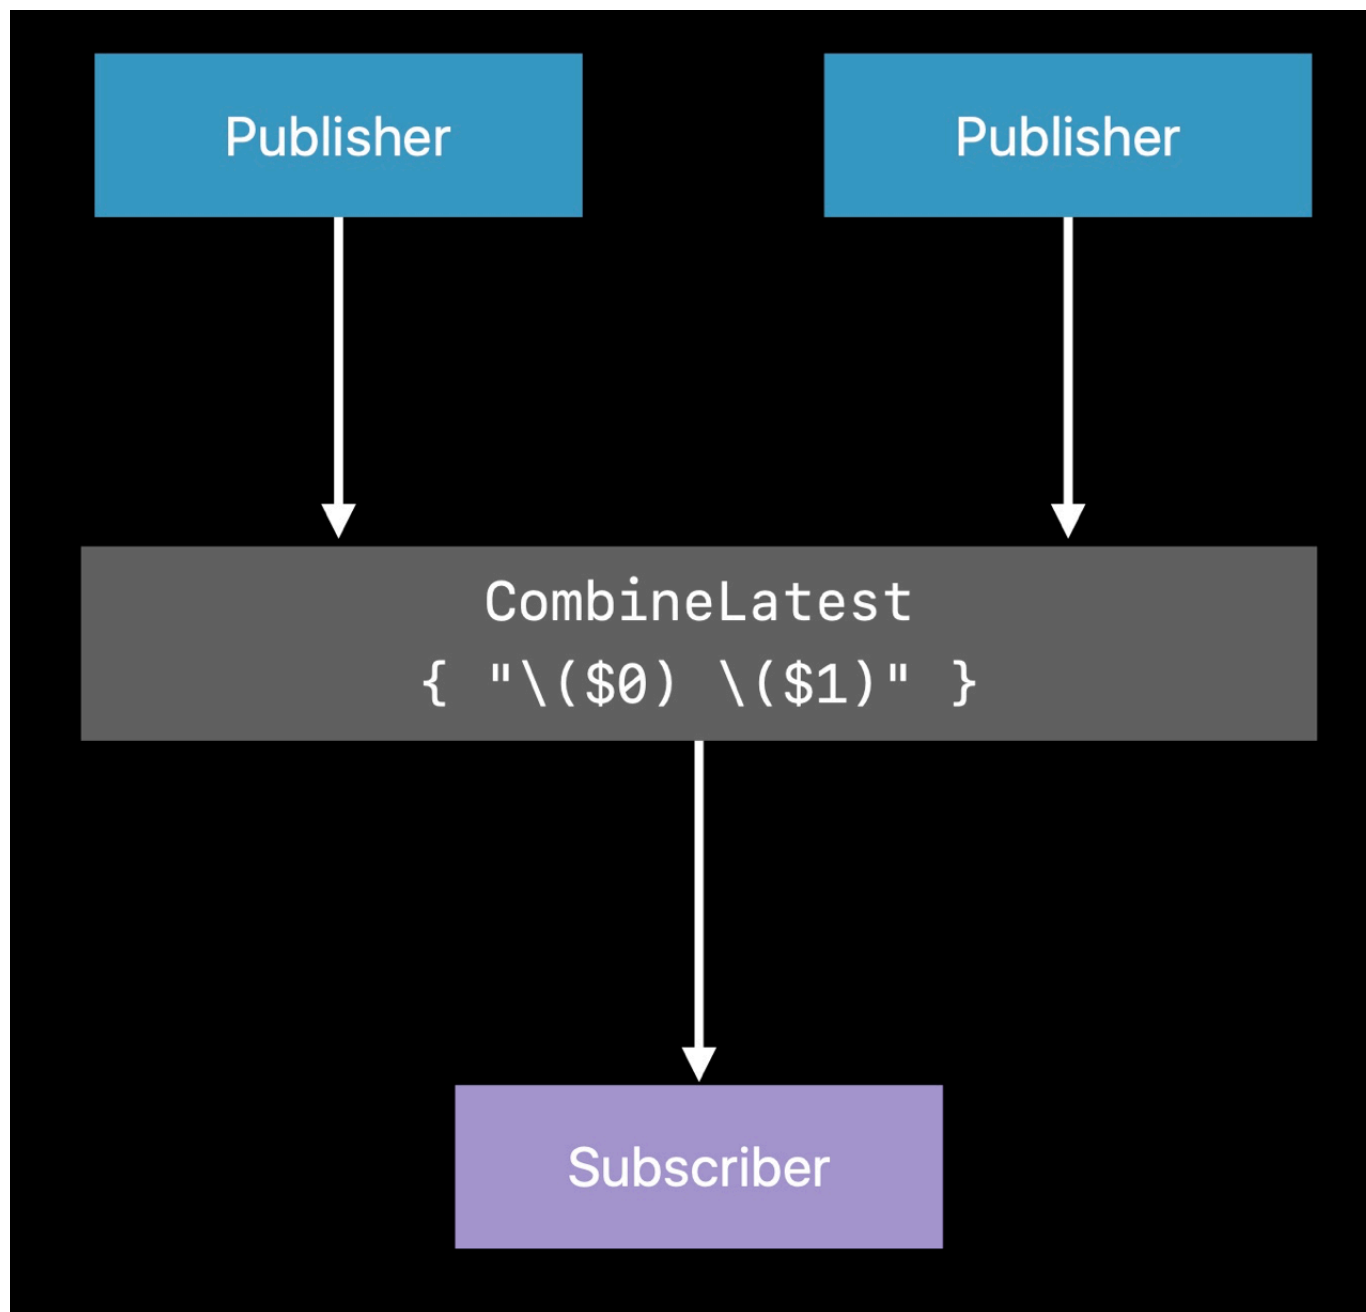 Publisher
Publisher
CombineLatest
{ "\($0) \($1)" }
Subscriber